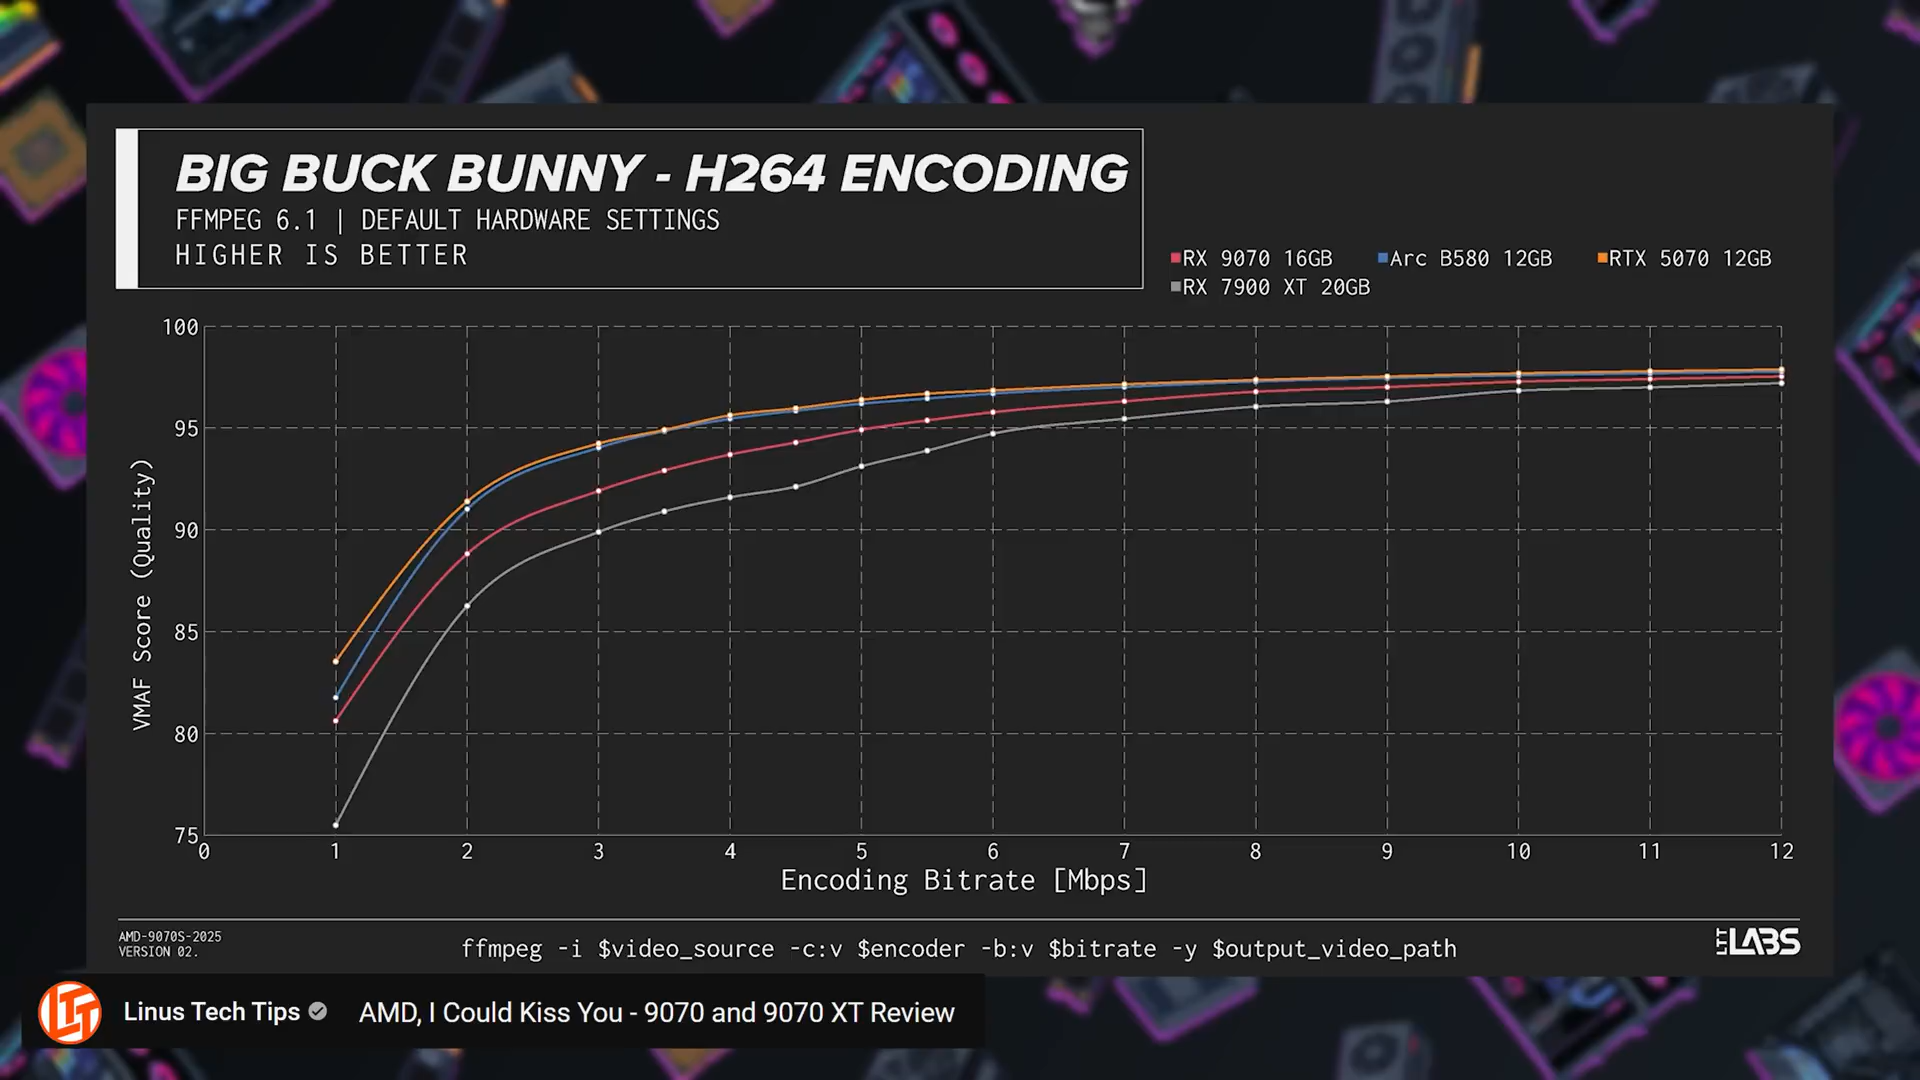 BIG BUCK BUNNY - H264 ENCODING
FFMPEG 6.1 | DEFAULT HARDWARE SETTINGS
HIGHER IS BETTER
RX 9070 16GB Arc B580 12GB RTX 5070 12GB
RX 7900 XT 20GB
100
95
90
85
80
75
VMAF Score (Quality)
0 1 2 3 4 5 6 7 8 9 10 11 12
Encoding Bitrate [Mbps]
AMD-9070S-2025
VERSION 02.
ffmpeg -i $video_source -c:v $encoder -b:v $bitrate -y $output_video_path
LTT LABS
LTT
Linus Tech Tips AMD, I Could Kiss You - 9070 and 9070 XT Review